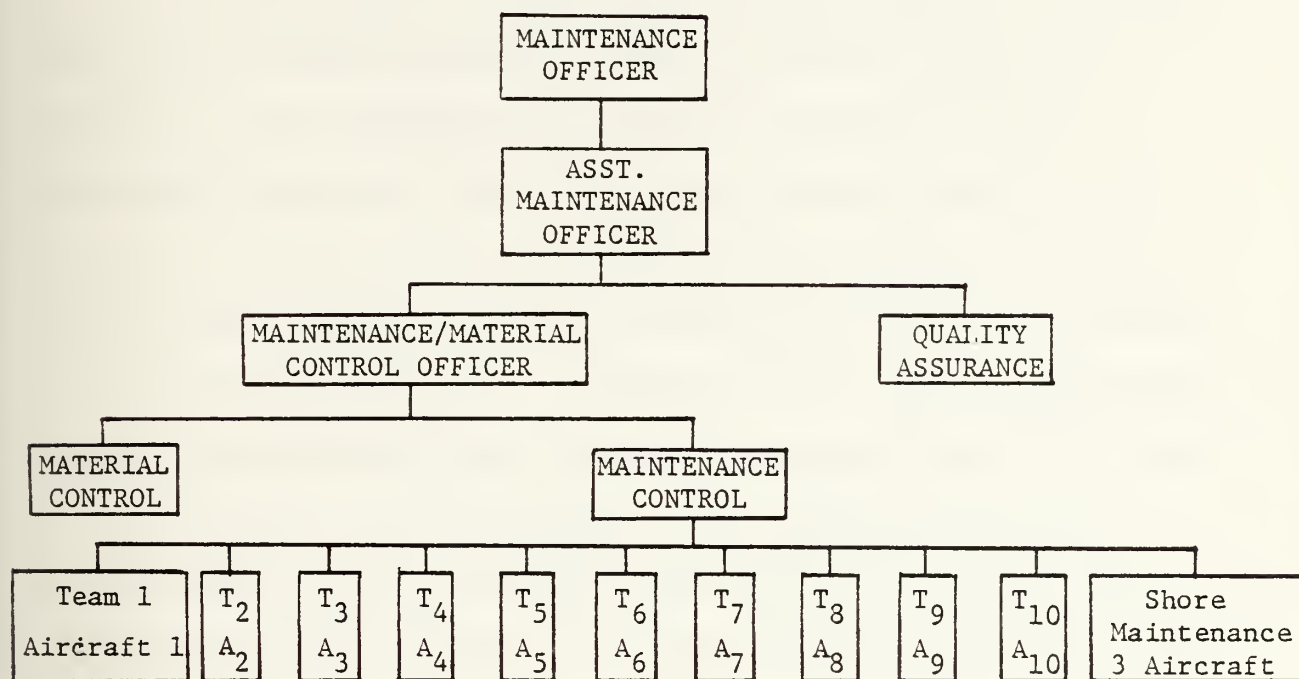 MAINTENANCE
OFFICER
ASST.
MAINTENANCE
OFFICER
MAINTENANCE/MATERIAL
CONTROL OFFICER
QUALITY
ASSURANCE
MATERIAL
CONTROL
MAINTENANCE
CONTROL
Team 1
Aircraft 1
T2
A2
T3
A3
T4
A4
T5
A5
T6
A6
T7
A7
T8
A8
T9
A9
T10
A10
Shore
Maintenance
3 Aircraft